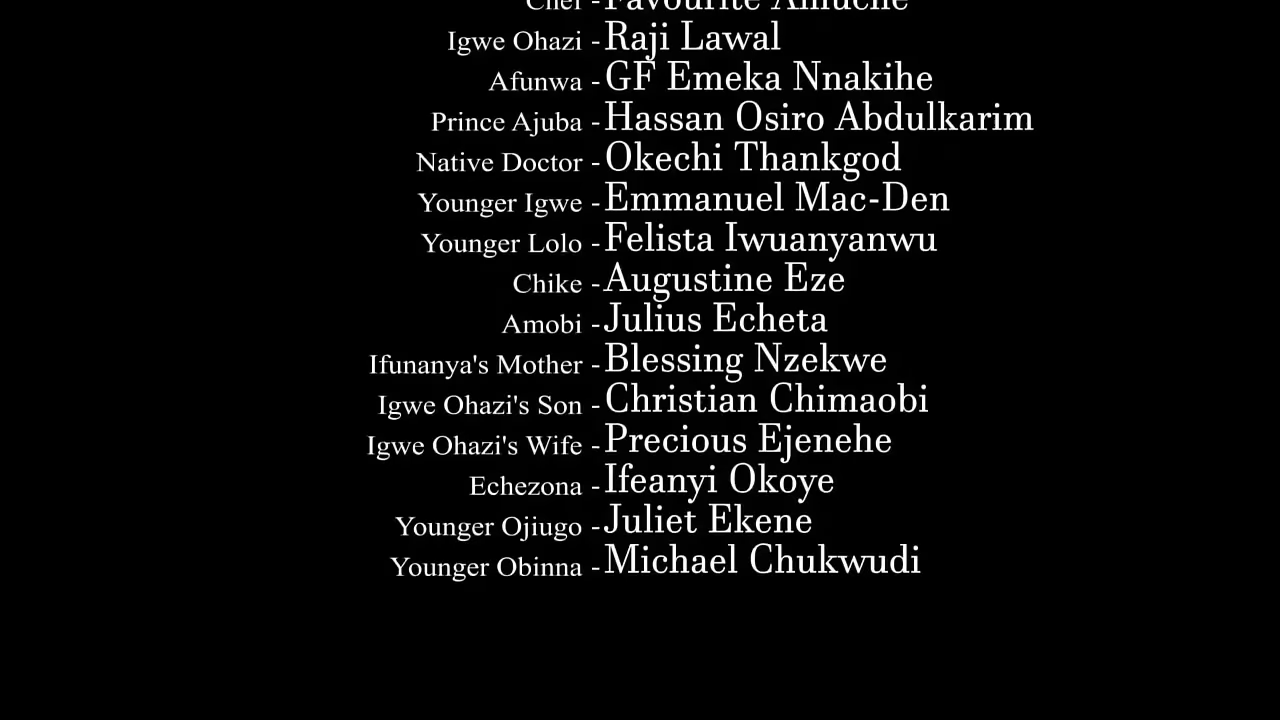 Chef - Favourite Amuche
Igwe Ohazi - Raji Lawal
Afunwa - GF Emeka Nnakihe
Prince Ajuba - Hassan Osiro Abdulkarim
Native Doctor - Okechi Thankgod
Younger Igwe - Emmanuel Mac-Den
Younger Lolo - Felista Iwuanyanwu
Chike - Augustine Eze
Amobi - Julius Echeta
Ifunanya's Mother - Blessing Nzekwe
Igwe Ohazi's Son - Christian Chimaobi
Igwe Ohazi's Wife - Precious Ejenehe
Echezona - Ifeanyi Okoye
Younger Ojiugo - Juliet Ekene
Younger Obinna - Michael Chukwudi